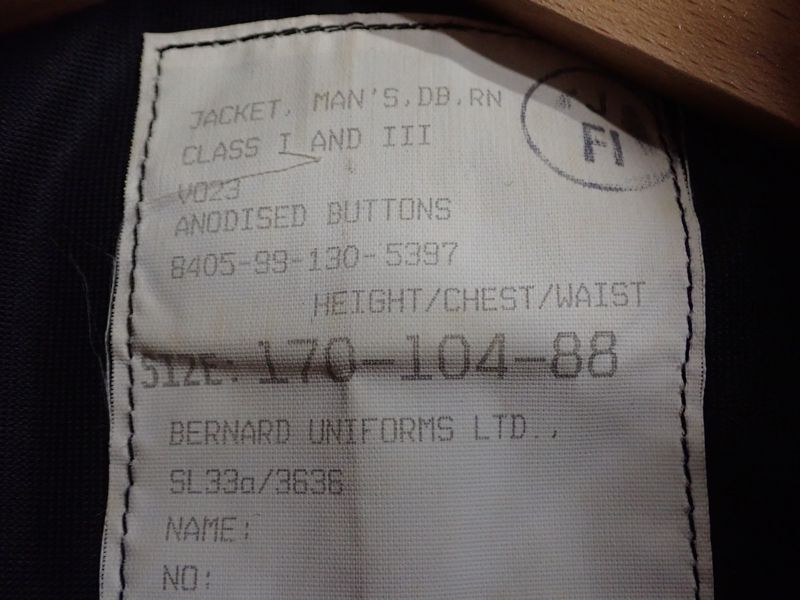 JACKET, MAN'S, DB, RN
CLASS I AND III
V023
ANODISED BUTTONS
8405-99-130-5397
HEIGHT/CHEST/WAIST
SIZE: 170-104-88
BERNARD UNIFORMS LTD.,
SL33a/3636
NAME:
NO:
FI